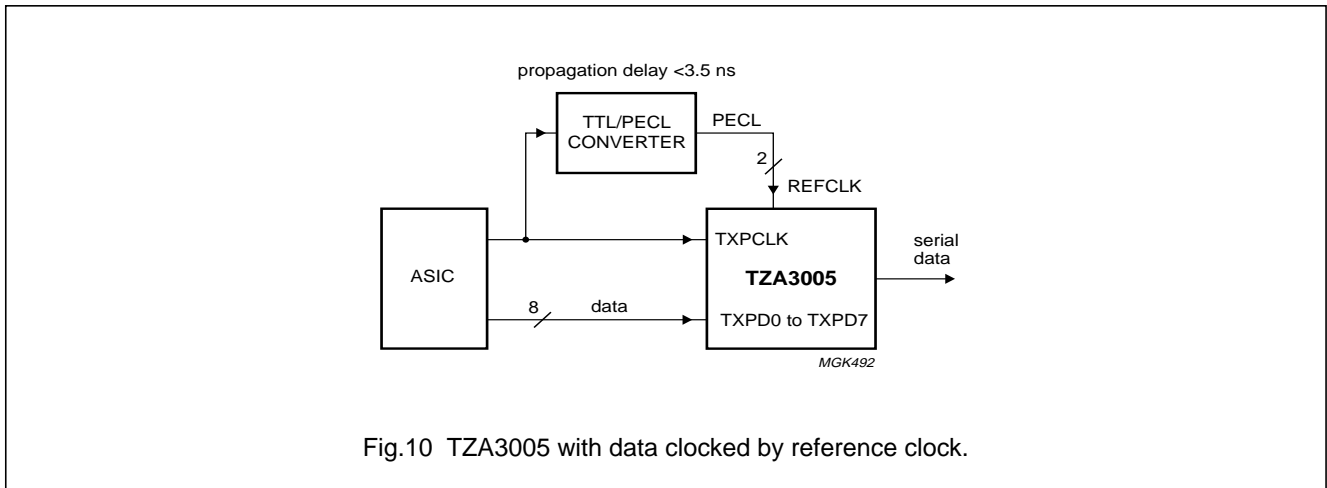 propagation delay <3.5 ns
TTL/PECL
CONVERTER
PECL
2
REFCLK
ASIC
TXPCLK
TZA3005
TXPD0 to TXPD7
8
data
serial
data
MGK492
Fig.10 TZA3005 with data clocked by reference clock.